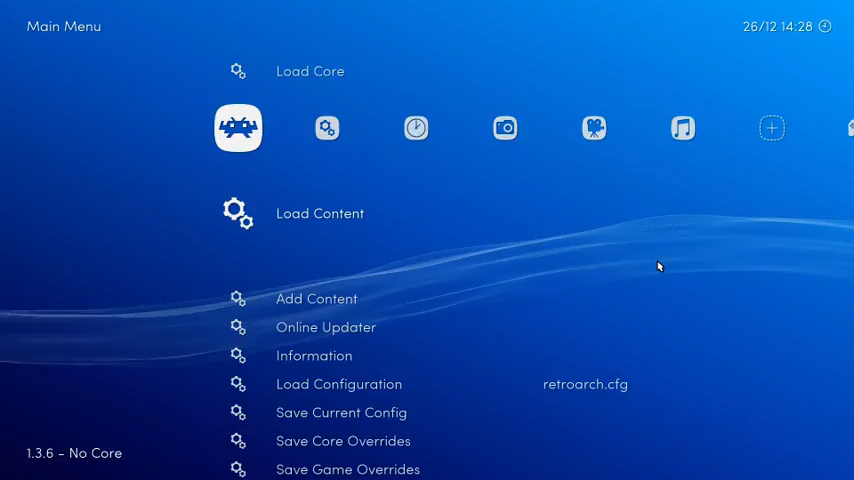 Main Menu
26/12 14:28
Load Core
Load Content
Add Content
Online Updater
Information
Load Configuration retroarch.cfg
Save Current Config
Save Core Overrides
1.3.6 - No Core
Save Game Overrides